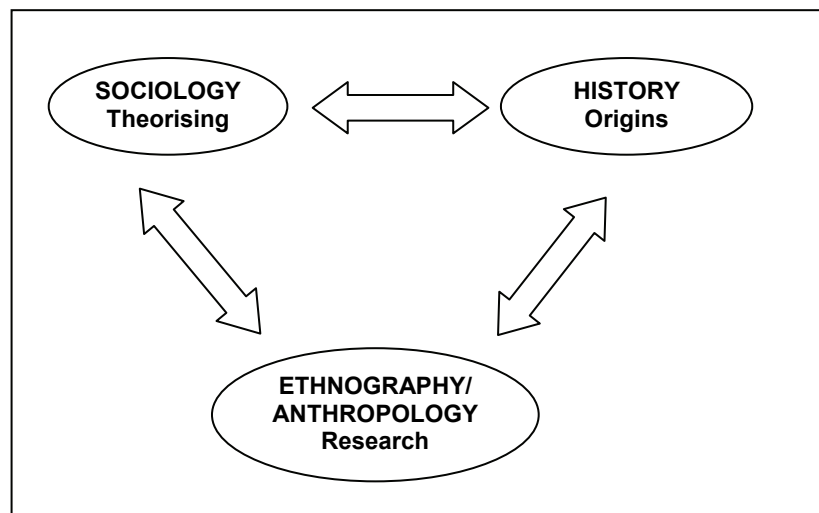 SOCIOLOGY
Theorising
HISTORY
Origins
ETHNOGRAPHY/
ANTHROPOLOGY
Research